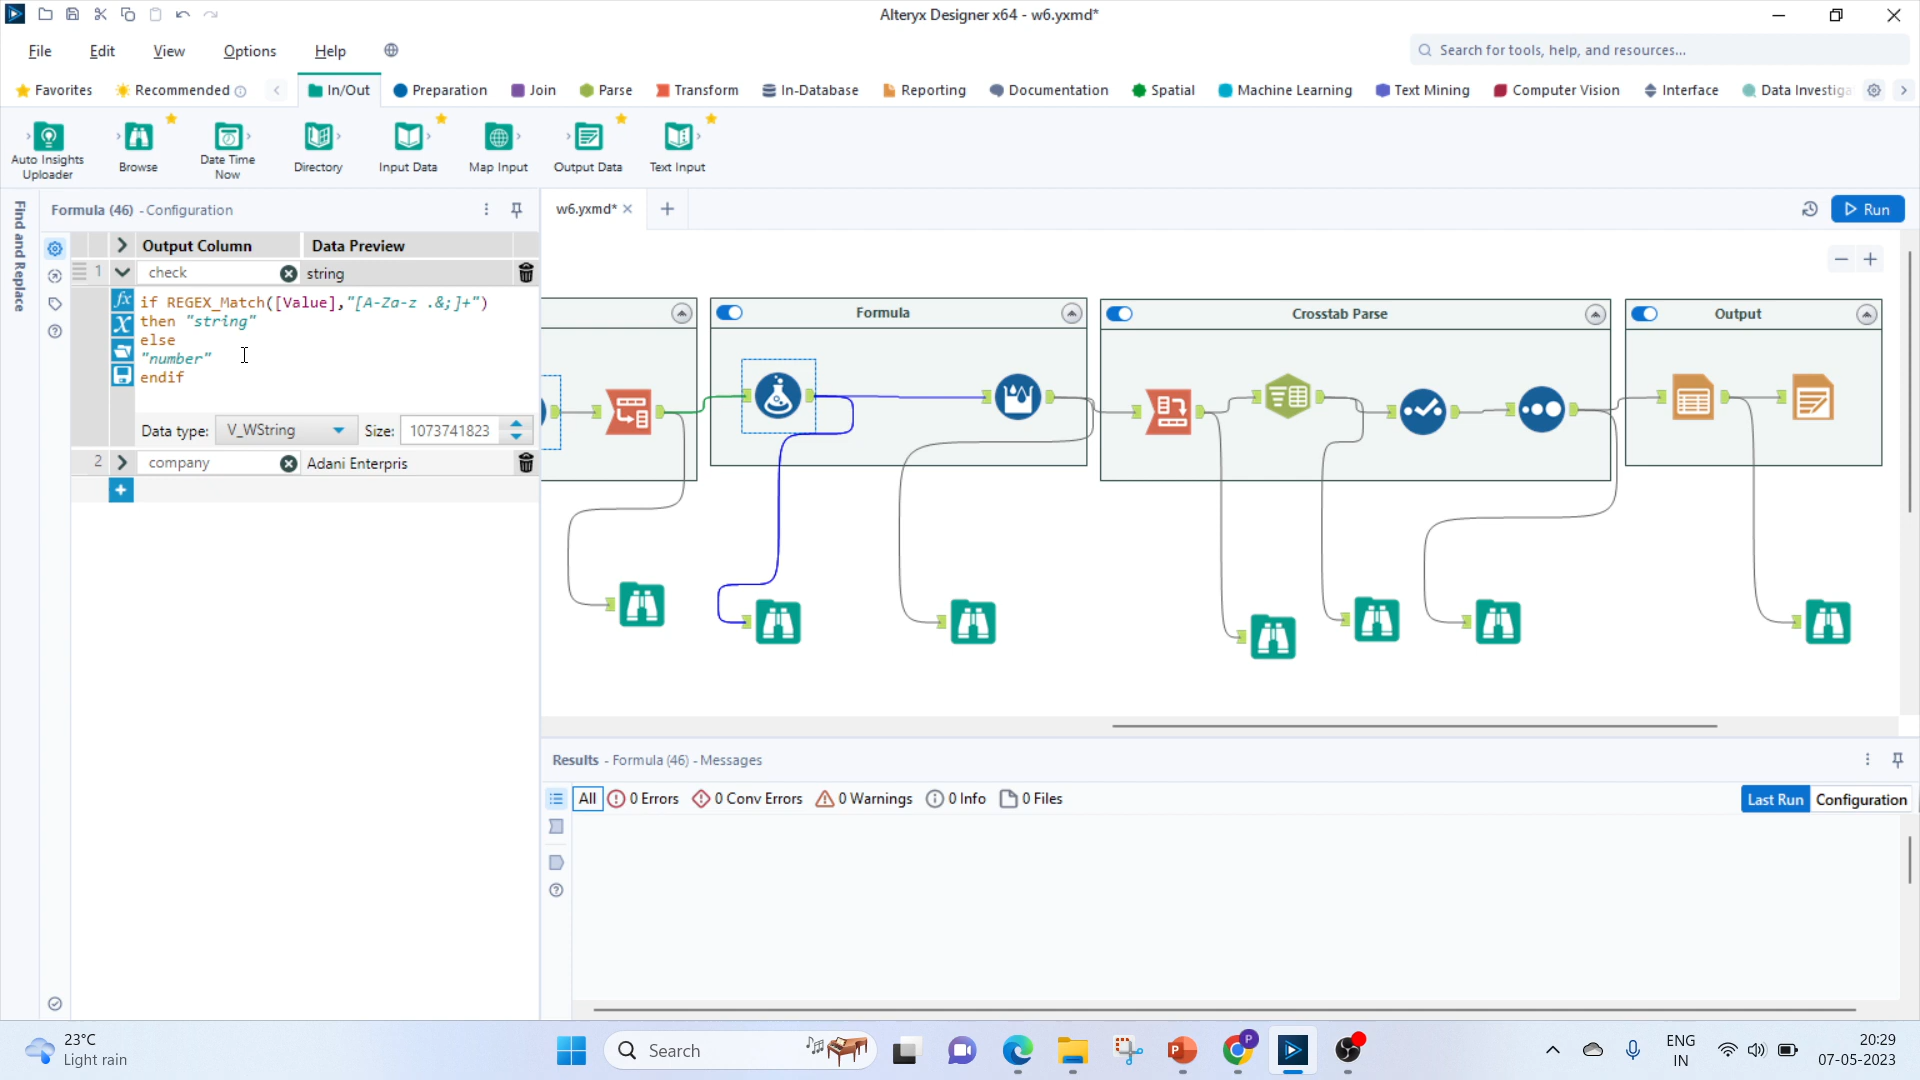 Alteryx Designer x64 - w6.yxmd*
File Edit View Options Help
Search for tools, help, and resources...
Favorites Recommended In/Out Preparation Join Parse Transform In-Database Reporting Documentation Spatial Machine Learning Text Mining Computer Vision Interface Data Investiga
Auto Insights
Uploader
Browse
Date Time
Now
Directory
Input Data
Map Input
Output Data
Text Input
Find and Replace
Formula (46) - Configuration
w6.yxmd*
Run
Output Column Data Preview
1 check string
if REGEX_Match([Value],"[A-Za-z .&;]+")
then "string"
else
"number"
endif
Data type: V_WString Size: 1073741823
2 company Adani Enterpris
Formula
Crosstab Parse
Output
Results - Formula (46) - Messages
All 0 Errors 0 Conv Errors 0 Warnings 0 Info 0 Files
Last Run Configuration
23°C
Light rain
Search
P
ENG
IN
20:29
07-05-2023